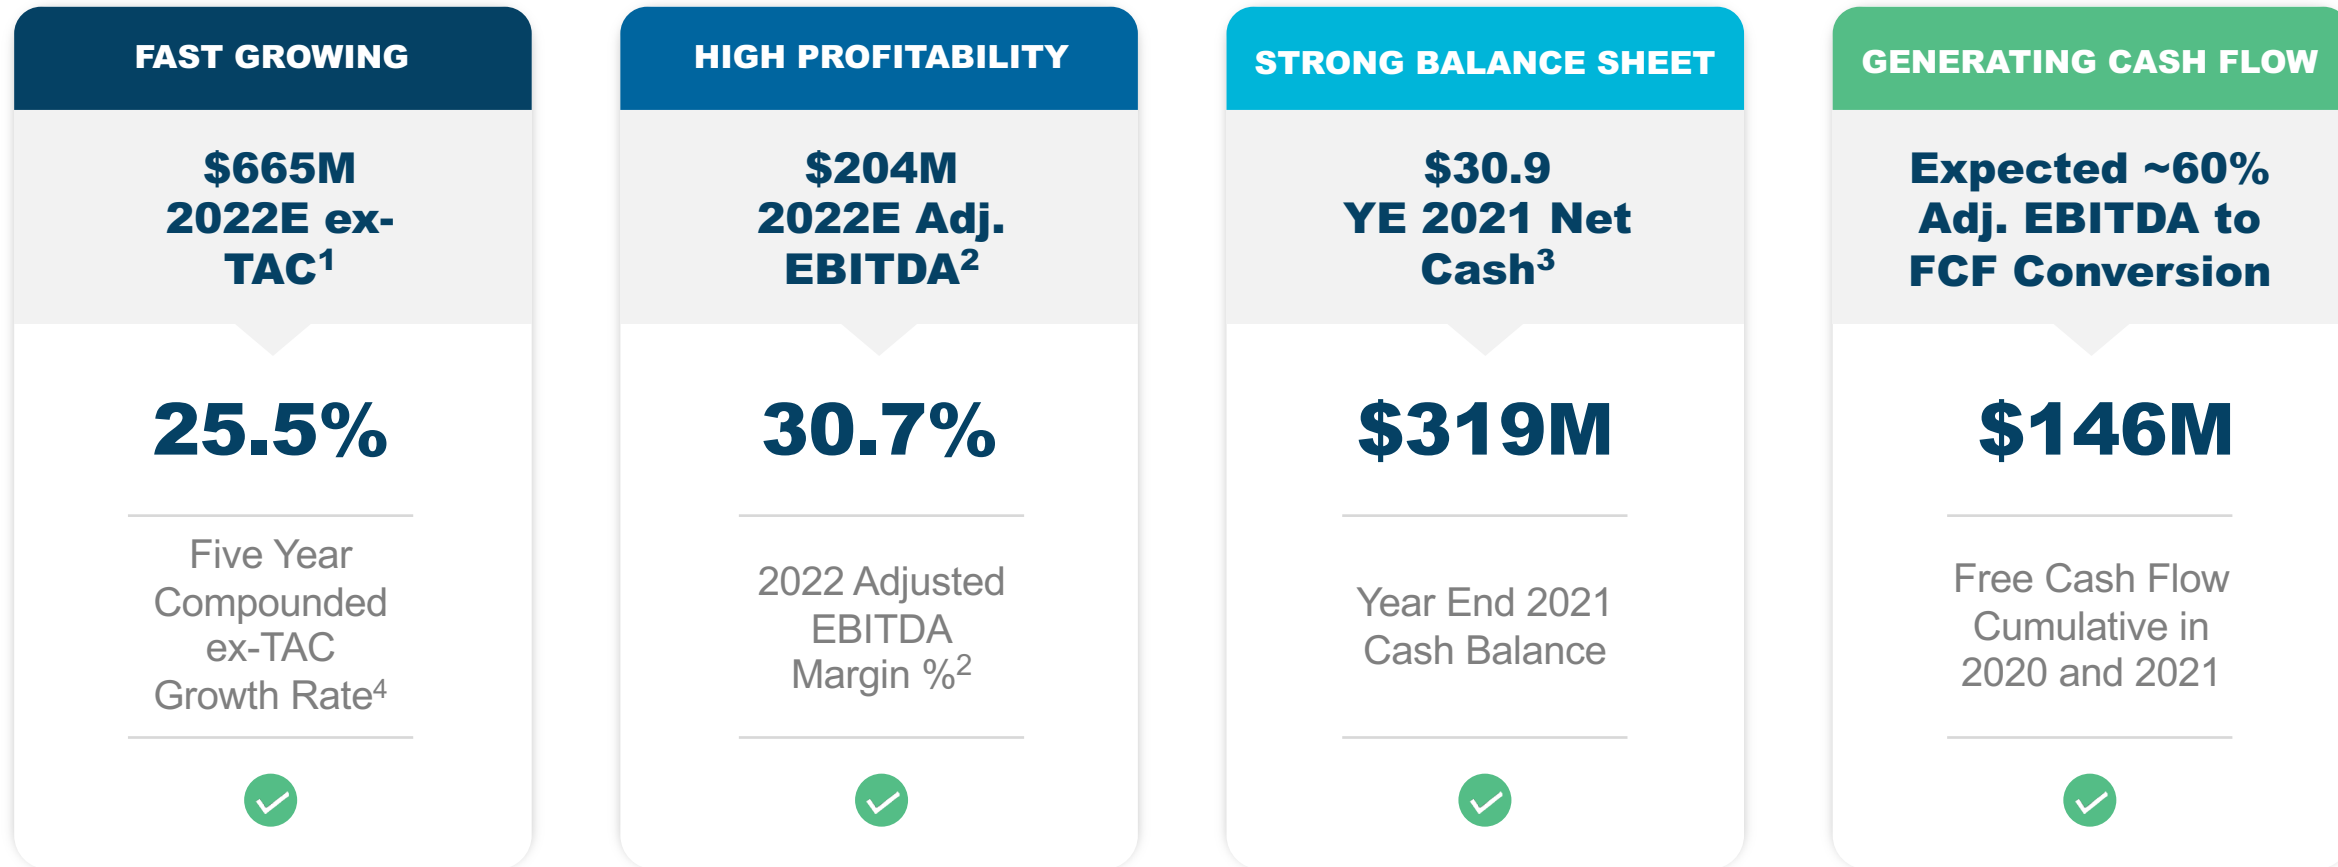 FAST GROWING
$665M
2022E ex-
TAC¹
25.5%
Five Year
Compounded
ex-TAC
Growth Rate⁴
HIGH PROFITABILITY
$204M
2022E Adj.
EBITDA²
30.7%
2022 Adjusted
EBITDA
Margin %²
STRONG BALANCE SHEET
$30.9
YE 2021 Net
Cash³
$319M
Year End 2021
Cash Balance
GENERATING CASH FLOW
Expected ~60%
Adj. EBITDA to
FCF Conversion
$146M
Free Cash Flow
Cumulative in
2020 and 2021